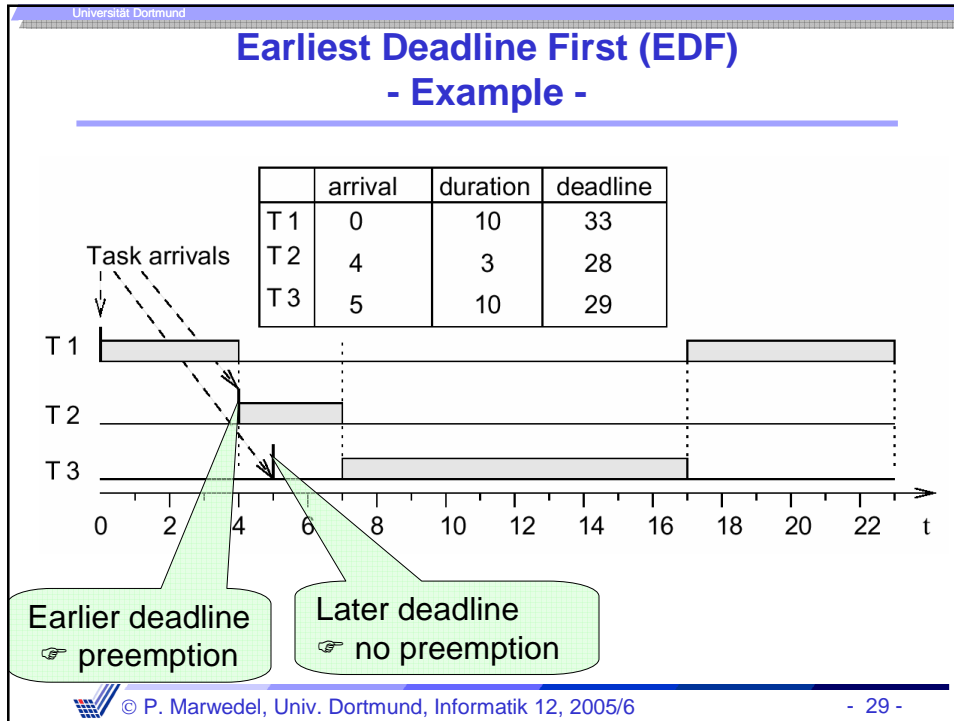 Universität Dortmund
Earliest Deadline First (EDF)
- Example -
arrival duration deadline
T 1 0 10 33
T 2 4 3 28
T 3 5 10 29
Task arrivals
T 1
T 2
T 3
0 2 4 6 8 10 12 14 16 18 20 22 t
Earlier deadline
☞ preemption
Later deadline
☞ no preemption
© P. Marwedel, Univ. Dortmund, Informatik 12, 2005/6 - 29 -